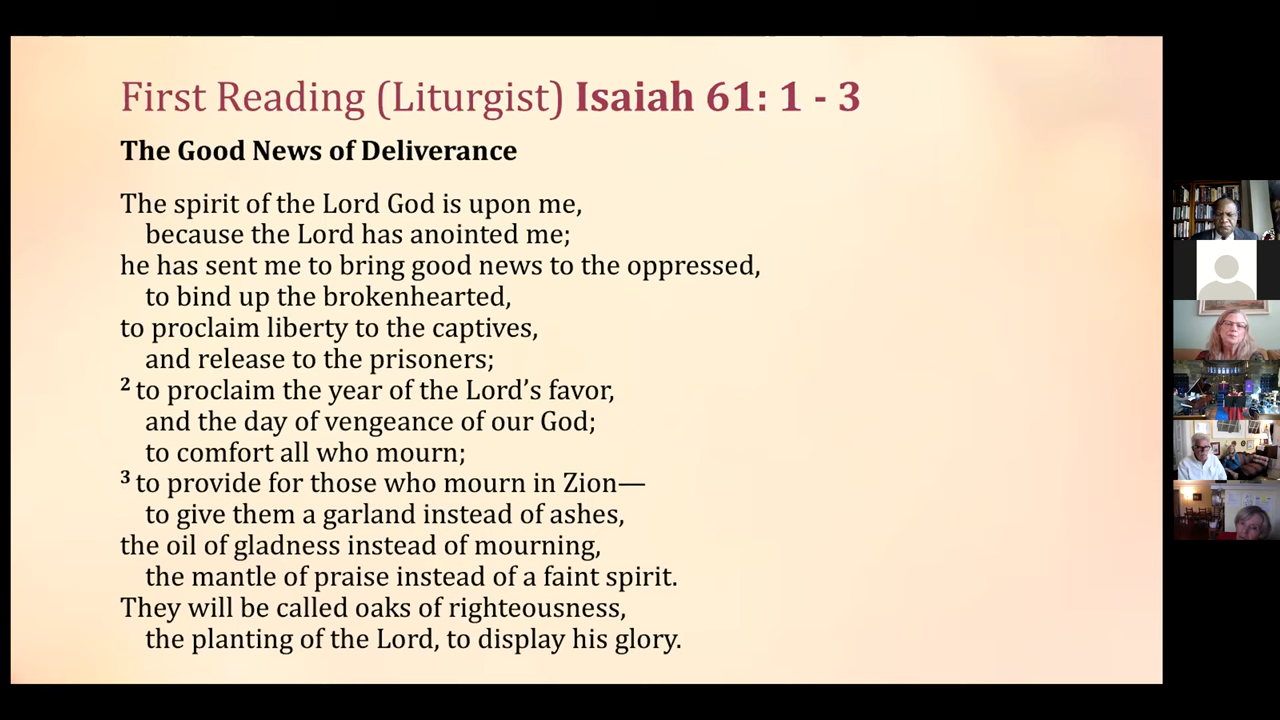 First Reading (Liturgist) Isaiah 61: 1 - 3
The Good News of Deliverance
The spirit of the Lord God is upon me,
because the Lord has anointed me;
he has sent me to bring good news to the oppressed,
to bind up the brokenhearted,
to proclaim liberty to the captives,
and release to the prisoners;
2 to proclaim the year of the Lord’s favor,
and the day of vengeance of our God;
to comfort all who mourn;
3 to provide for those who mourn in Zion—
to give them a garland instead of ashes,
the oil of gladness instead of mourning,
the mantle of praise instead of a faint spirit.
They will be called oaks of righteousness,
the planting of the Lord, to display his glory.